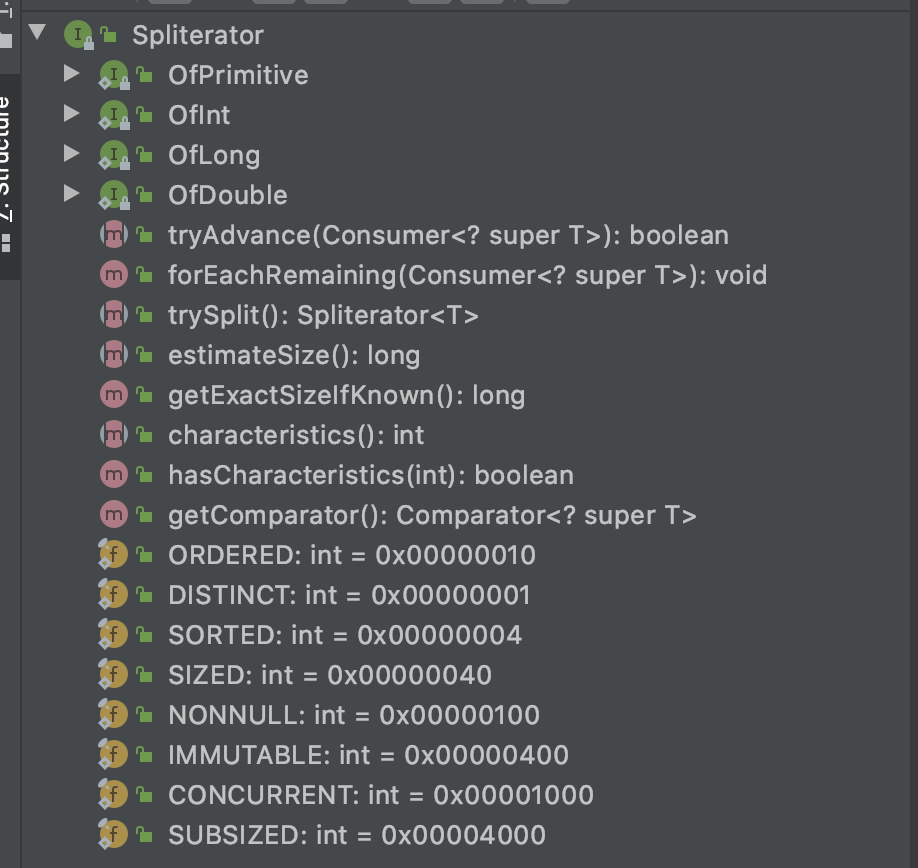 Z: Structure
Spliterator
OfPrimitive
OfInt
OfLong
OfDouble
tryAdvance(Consumer<? super T>): boolean
forEachRemaining(Consumer<? super T>): void
trySplit(): Spliterator<T>
estimateSize(): long
getExactSizeIfKnown(): long
characteristics(): int
hasCharacteristics(int): boolean
getComparator(): Comparator<? super T>
ORDERED: int = 0x00000010
DISTINCT: int = 0x00000001
SORTED: int = 0x00000004
SIZED: int = 0x00000040
NONNULL: int = 0x00000100
IMMUTABLE: int = 0x00000400
CONCURRENT: int = 0x00001000
SUBSIZED: int = 0x00004000